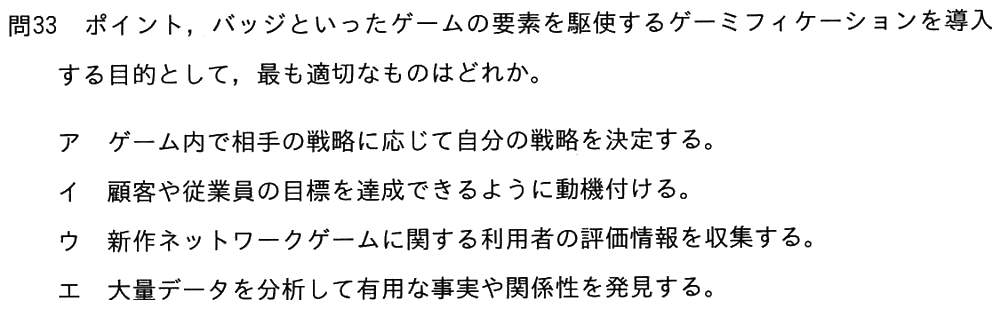 問33 ポイント，バッジといったゲームの要素を駆使するゲーミフィケーションを導入
する目的として，最も適切なものはどれか。
ア ゲーム内で相手の戦略に応じて自分の戦略を決定する。
イ 顧客や従業員の目標を達成できるように動機付ける。
ウ 新作ネットワークゲームに関する利用者の評価情報を収集する。
エ 大量データを分析して有用な事実や関係性を発見する。